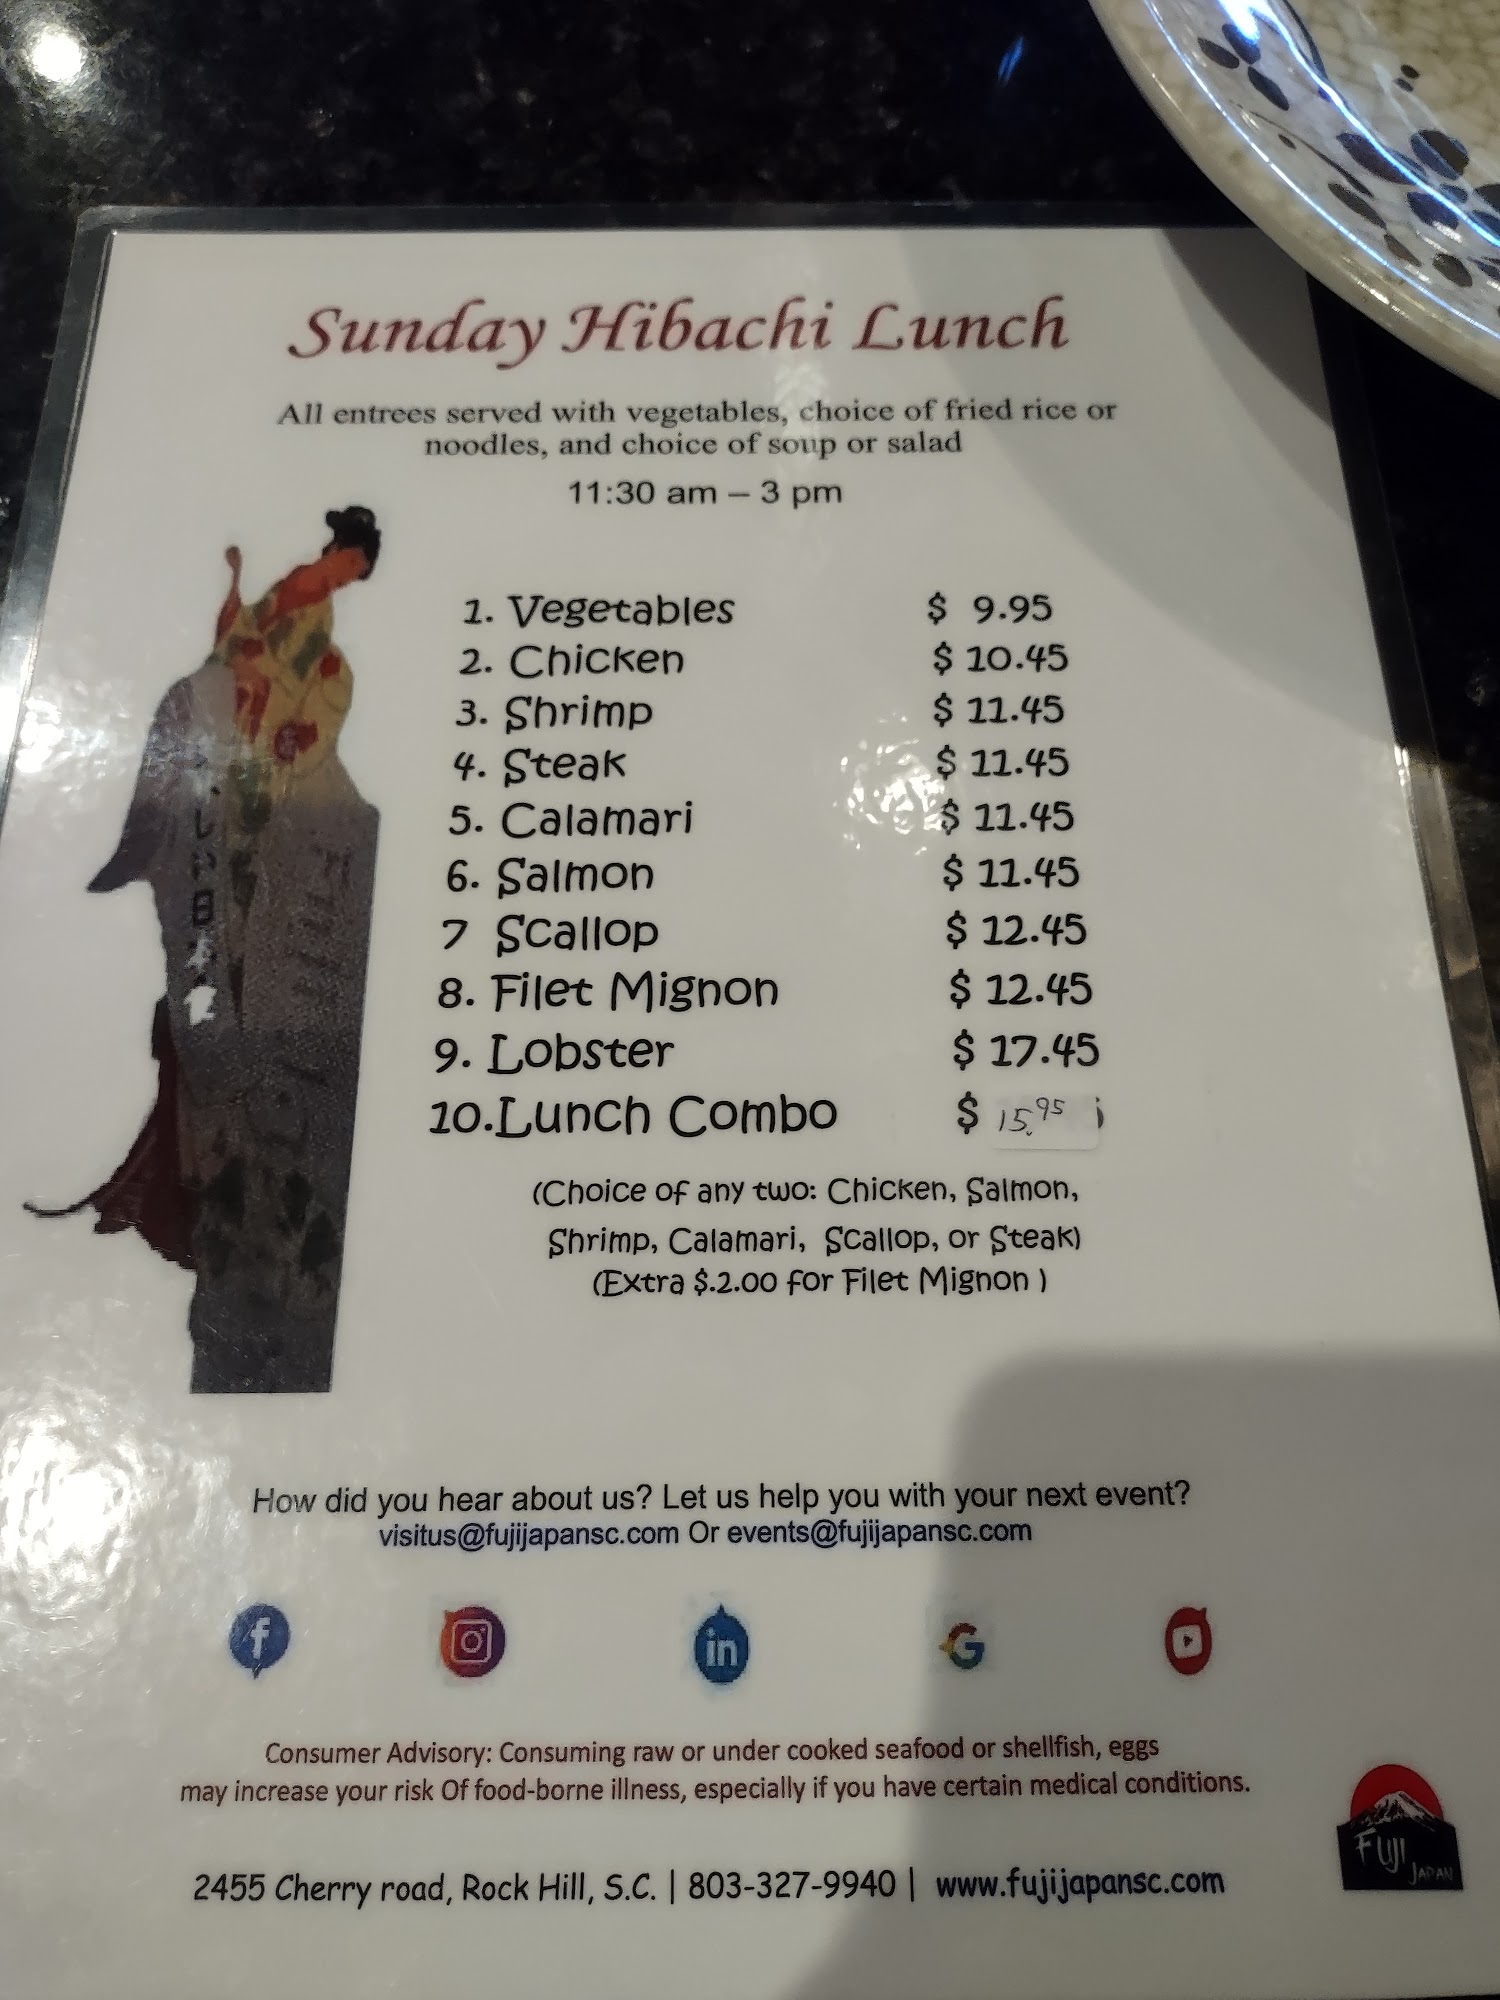 Sunday Hibachi Lunch
All entrees served with vegetables, choice of fried rice or
noodles, and choice of soup or salad
11:30 am – 3 pm
1. Vegetables $ 9.95
2. Chicken $ 10.45
3. Shrimp $ 11.45
4. Steak $ 11.45
5. Calamari $ 11.45
6. Salmon $ 11.45
7 Scallop $ 12.45
8. Filet Mignon $ 12.45
9. Lobster $ 17.45
10.Lunch Combo $ 15.95
(Choice of any two: Chicken, Salmon,
Shrimp, Calamari, Scallop, or Steak)
(Extra $.2.00 for Filet Mignon )
How did you hear about us? Let us help you with your next event?
visitus@fujijapansc.com Or events@fujijapansc.com
Consumer Advisory: Consuming raw or under cooked seafood or shellfish, eggs
may increase your risk Of food-borne illness, especially if you have certain medical conditions.
FUJI
JAPAN
2455 Cherry road, Rock Hill, S.C. | 803-327-9940 | www.fujijapansc.com